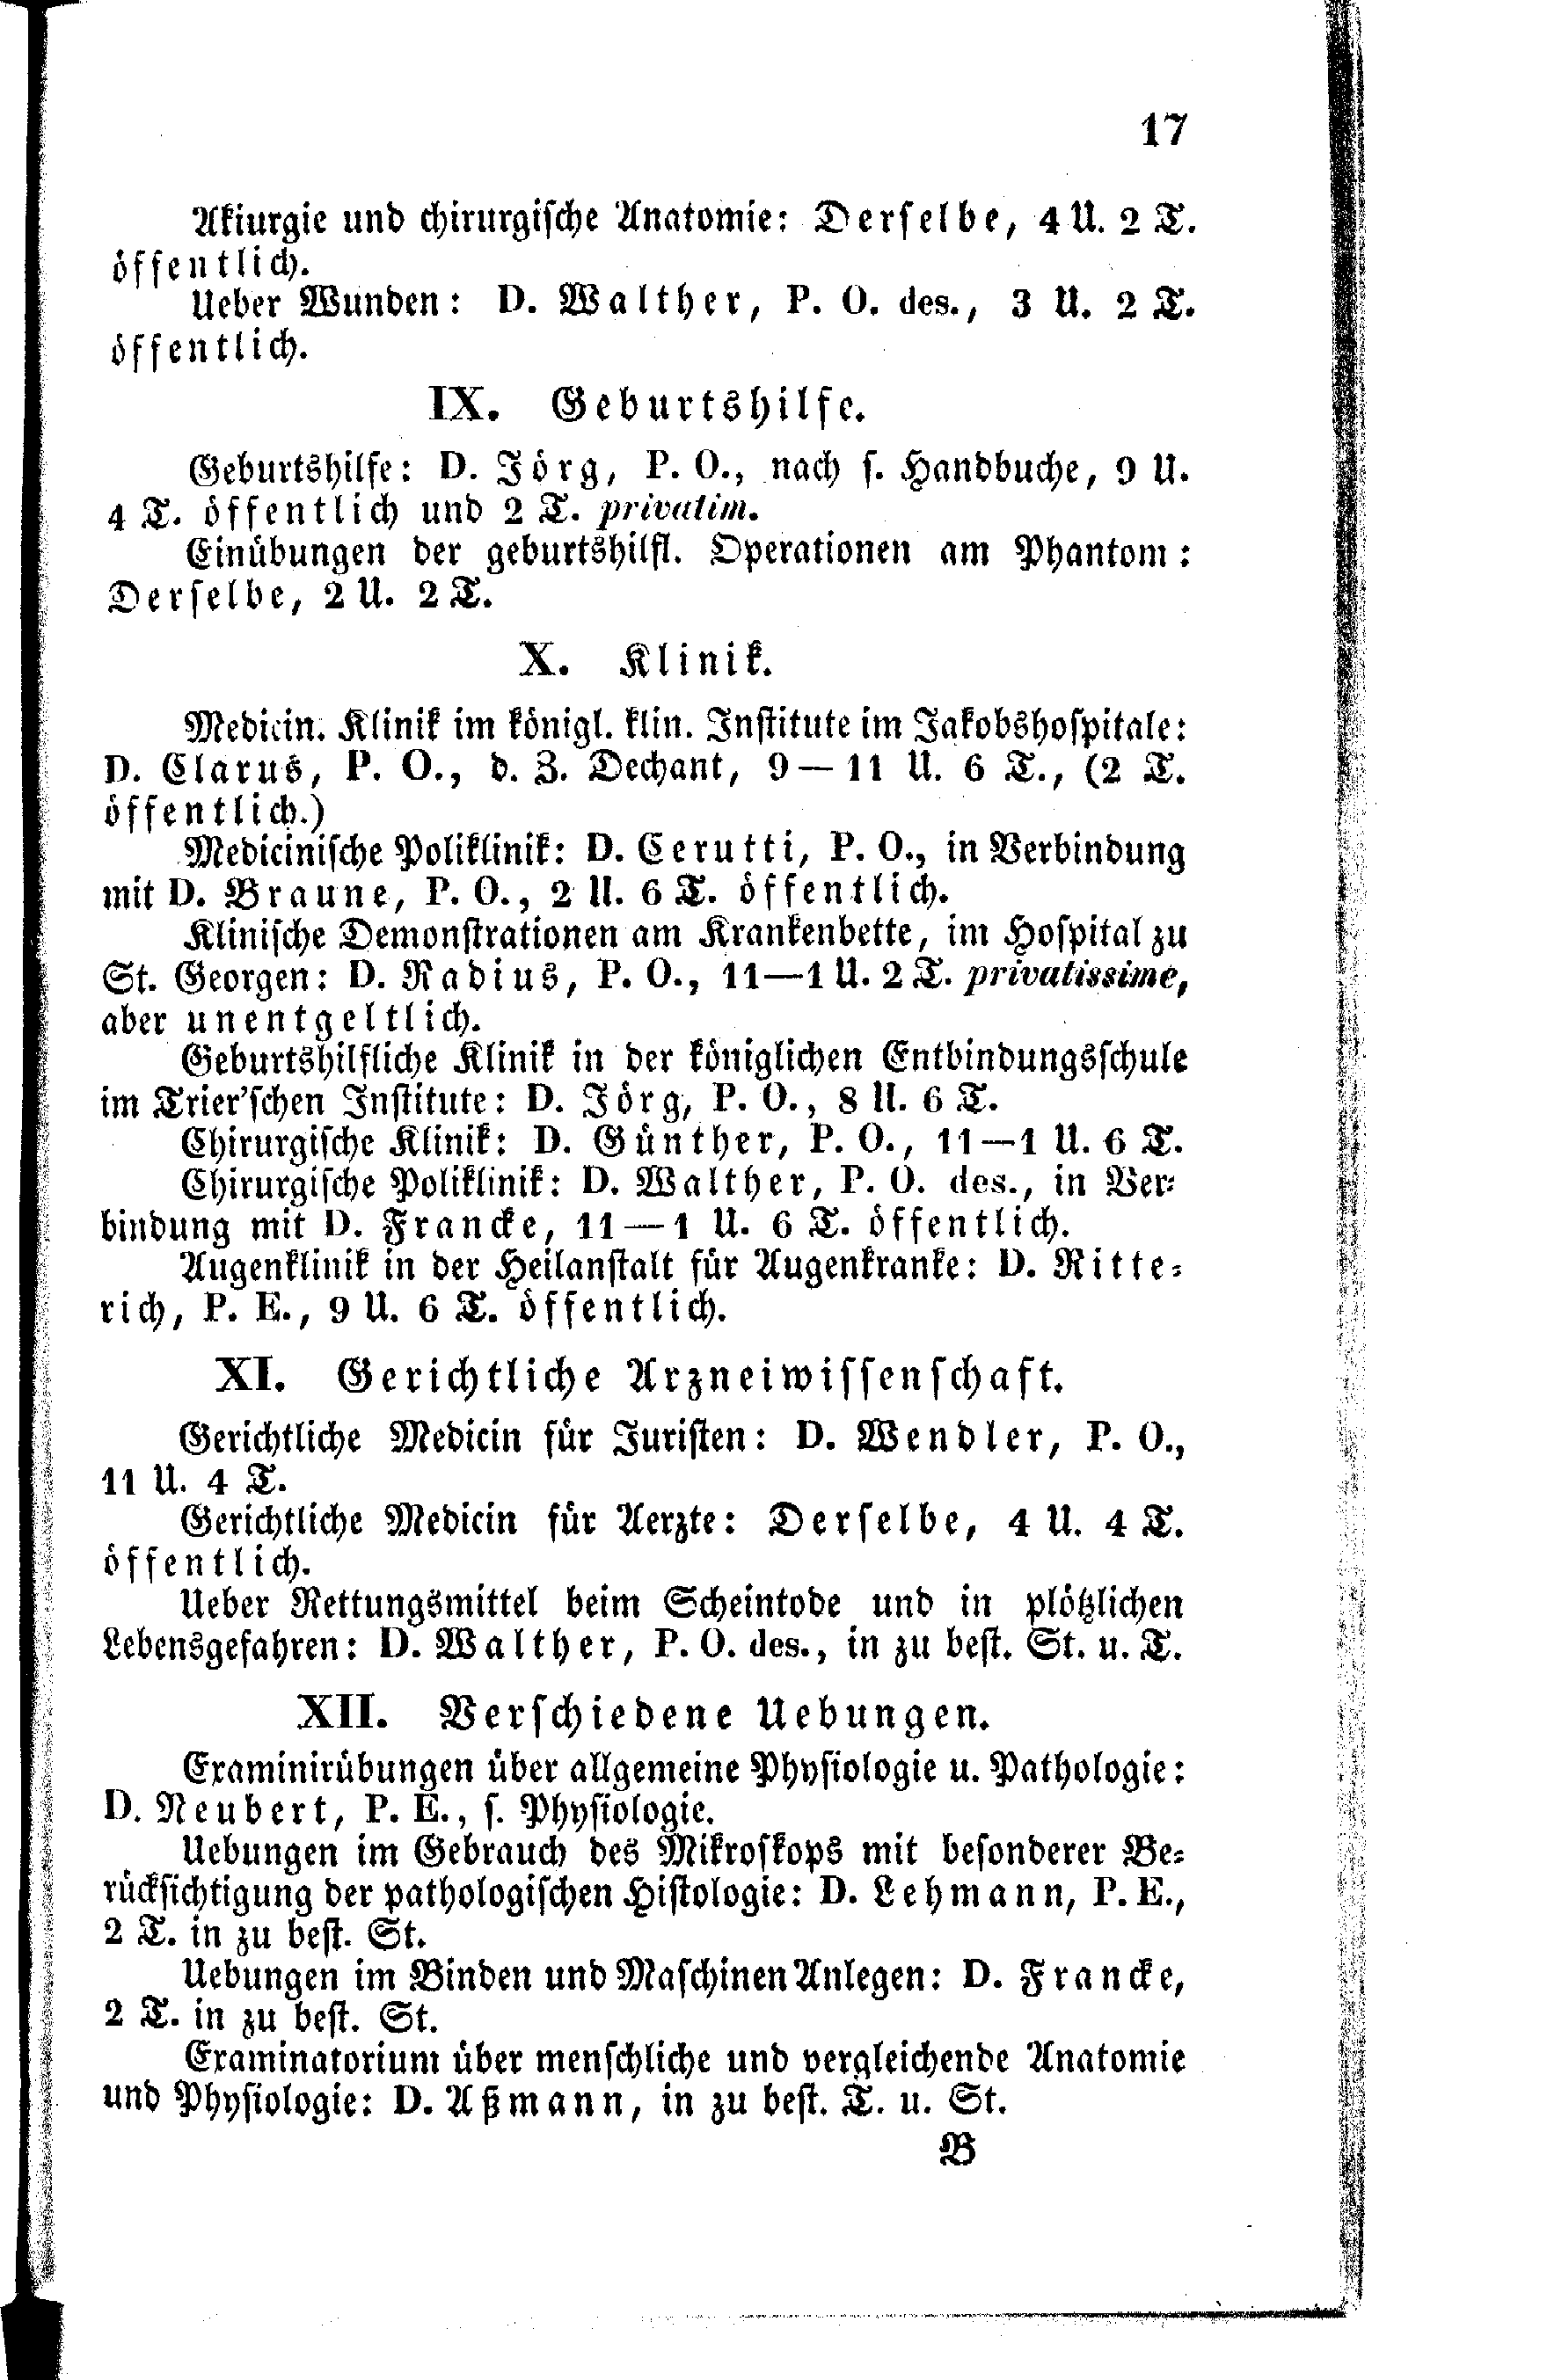 17
Akiurgie und chirurgische Anatomie: Derselbe, 4 U. 2 T.
öffentlich.
Ueber Wunden: D. Walther, P. O. des., 3 U. 2 T.
öffentlich.
IX. Geburtshilfe.
Geburtshilfe: D. Jörg, P. O., nach s. Handbuche, 9 U.
4 T. öffentlich und 2 T. privatim.
Einübungen der geburtshilfl. Operationen am Phantom:
Derselbe, 2 U. 2 T.
X. Klinik.
Medicin. Klinik im königl. klin. Institute im Jakobshospitale:
D. Clarus, P. O., d. Z. Dechant, 9—11 U. 6 T., (2 T.
öffentlich.)
Medicinische Poliklinik: D. Cerutti, P. O., in Verbindung
mit D. Braune, P. O., 2 U. 6 T. öffentlich.
Klinische Demonstrationen am Krankenbette, im Hospital zu
St. Georgen: D. Radius, P. O., 11—1 U. 2 T. privatissime,
aber unentgeltlich.
Geburtshilfliche Klinik in der königlichen Entbindungsschule
im Trier'schen Institute: D. Jörg, P. O., 8 U. 6 T.
Chirurgische Klinik: D. Günther, P. O., 11—1 U. 6 T.
Chirurgische Poliklinik: D. Walther, P. O. des., in Ver-
bindung mit D. Francke, 11—1 U. 6 T. öffentlich.
Augenklinik in der Heilanstalt für Augenkranke: D. Ritte-
rich, P. E., 9 U. 6 T. öffentlich.
XI. Gerichtliche Arzneiwissenschaft.
Gerichtliche Medicin für Juristen: D. Wendler, P. O.,
11 U. 4 T.
Gerichtliche Medicin für Aerzte: Derselbe, 4 U. 4 T.
öffentlich.
Ueber Rettungsmittel beim Scheintode und in plötzlichen
Lebensgefahren: D. Walther, P. O. des., in zu best. St. u. T.
XII. Verschiedene Uebungen.
Examinirübungen über allgemeine Physiologie u. Pathologie:
D. Neubert, P. E., s. Physiologie.
Uebungen im Gebrauch des Mikroskops mit besonderer Be-
rücksichtigung der pathologischen Histologie: D. Lehmann, P. E.,
2 T. in zu best. St.
Uebungen im Binden und Maschinen Anlegen: D. Francke,
2 T. in zu best. St.
Examinatorium über menschliche und vergleichende Anatomie
und Physiologie: D. Aßmann, in zu best. T. u. St.
B